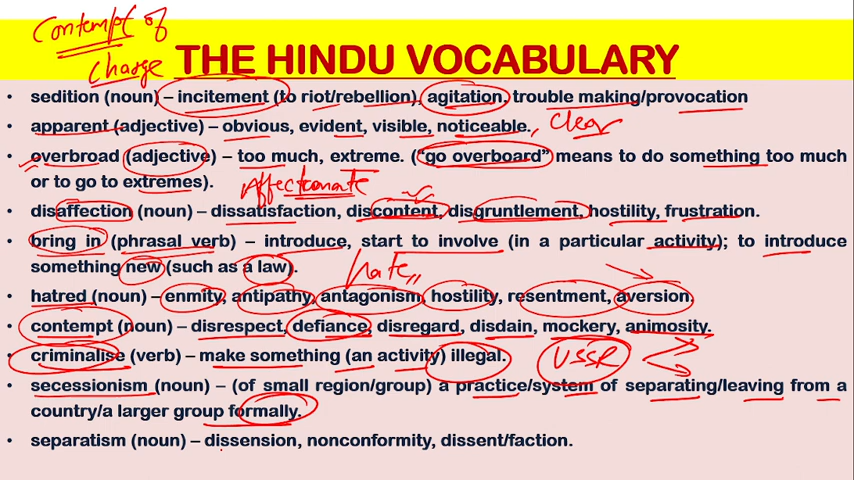 Contempt of
Charge
THE HINDU VOCABULARY
• sedition (noun) – incitement (to riot/rebellion), agitation, trouble making/provocation
• apparent (adjective) – obvious, evident, visible, noticeable. , Clear
• overbroad (adjective) – too much, extreme. (“go overboard” means to do something too much
or to go to extremes).
Affectionate
• disaffection (noun) – dissatisfaction, discontent, disgruntlement, hostility, frustration.
• bring in (phrasal verb) – introduce, start to involve (in a particular activity); to introduce
something new (such as a law).
hate
• hatred (noun) – enmity, antipathy, antagonism, hostility, resentment, aversion.
• contempt (noun) – disrespect, defiance, disregard, disdain, mockery, animosity.
• criminalise (verb) – make something (an activity) illegal. USSR
• secessionism (noun) – (of small region/group) a practice/system of separating/leaving from a
country/a larger group formally.
• separatism (noun) – dissension, nonconformity, dissent/faction.